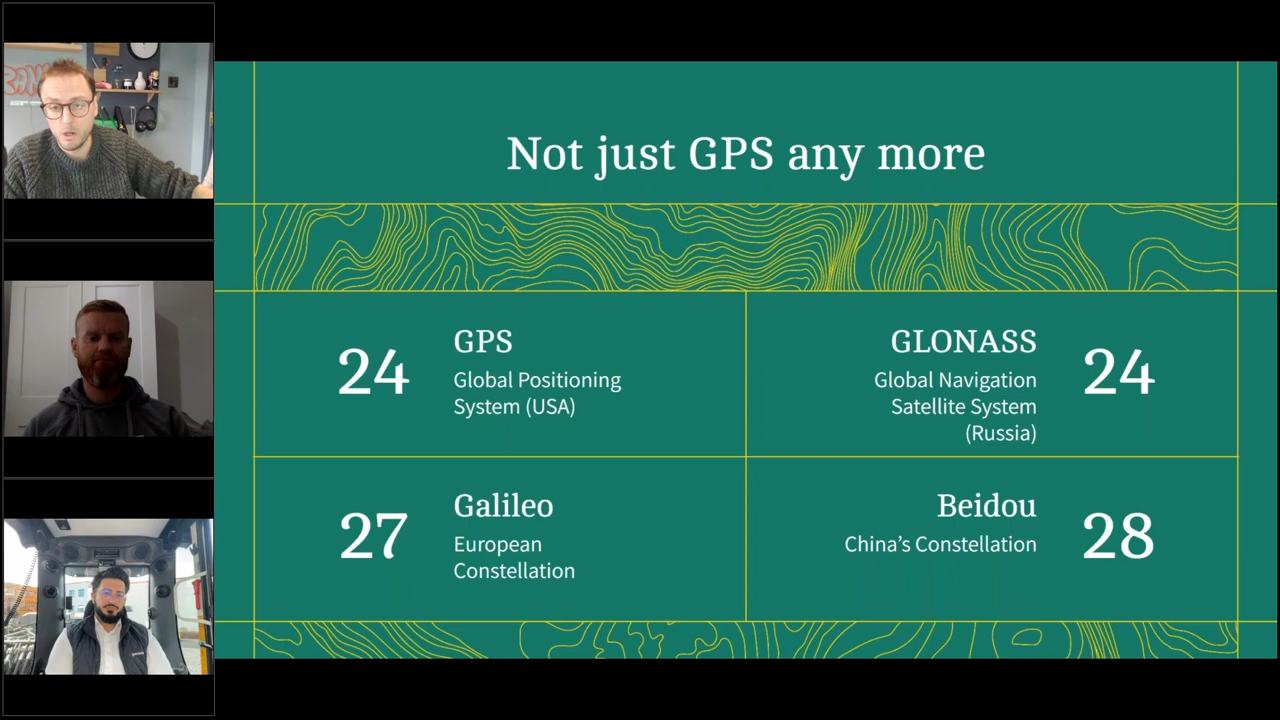 Not just GPS any more
24
GPS
Global Positioning
System (USA)
GLONASS
Global Navigation
Satellite System
(Russia)
24
27
Galileo
European
Constellation
Beidou
China's Constellation
28